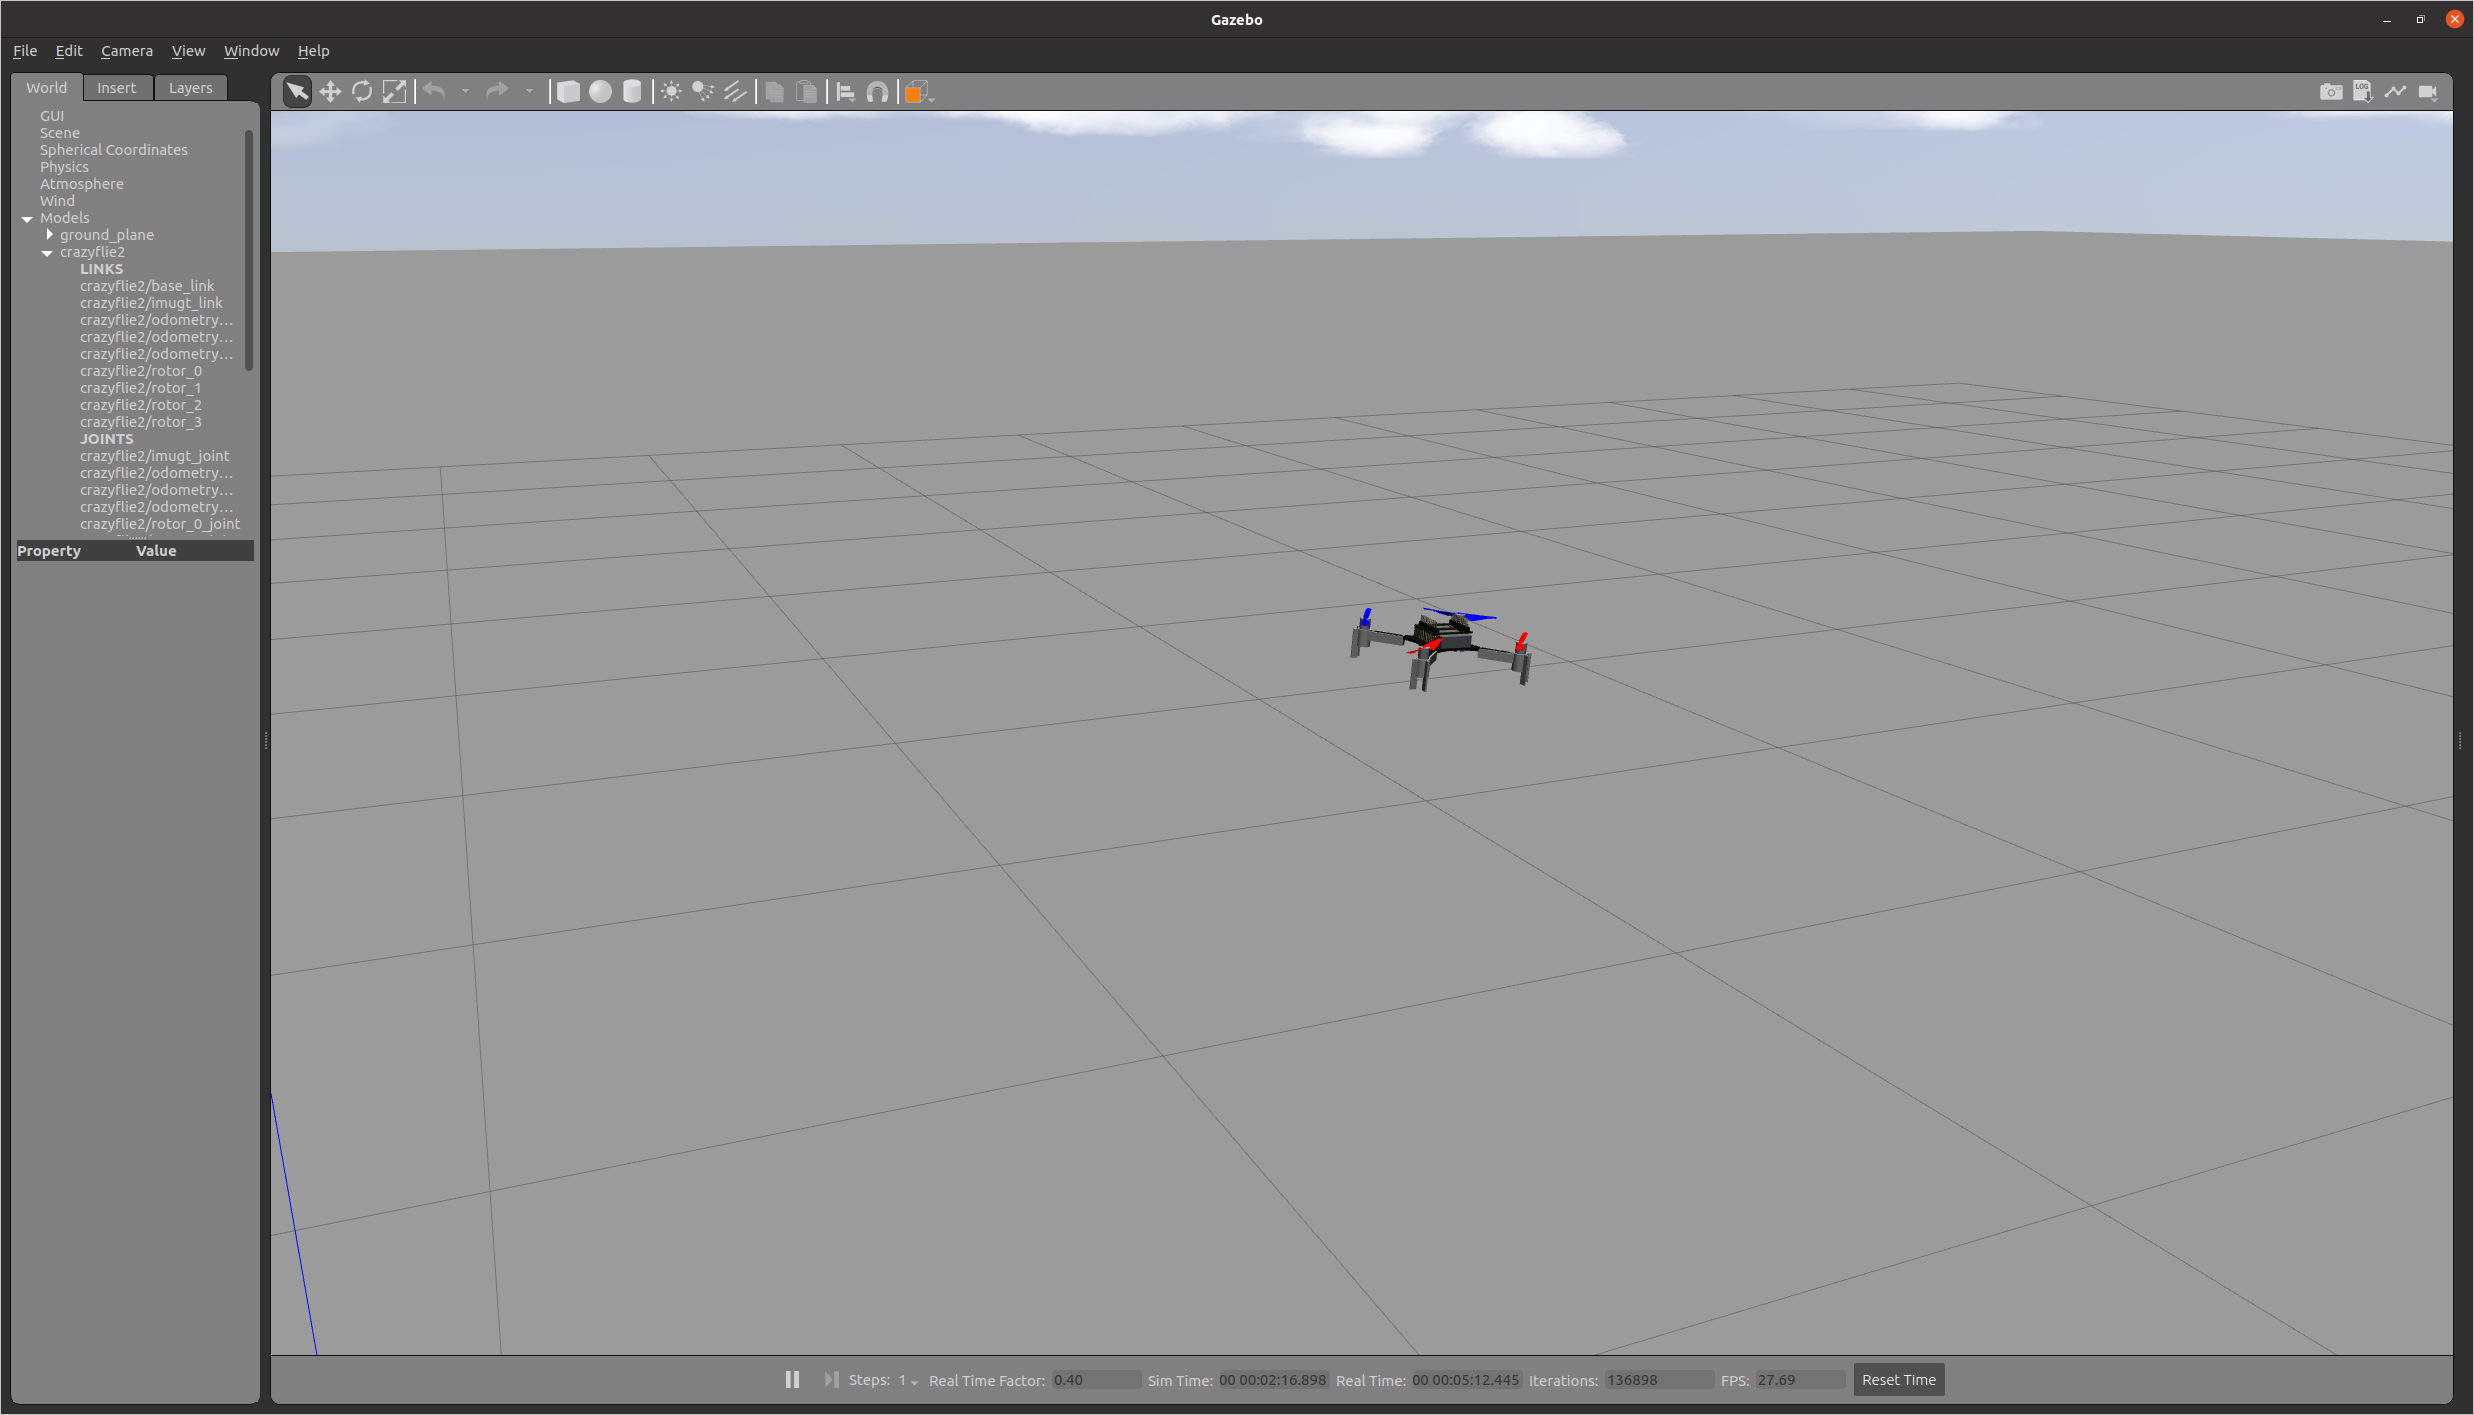 Gazebo
File Edit Camera View Window Help
World Insert Layers
LOG
GUI
Scene
Spherical Coordinates
Physics
Atmosphere
Wind
Models
ground_plane
crazyflie2
LINKS
crazyflie2/base_link
crazyflie2/imugt_link
crazyflie2/odometry...
crazyflie2/odometry...
crazyflie2/odometry...
crazyflie2/rotor_0
crazyflie2/rotor_1
crazyflie2/rotor_2
crazyflie2/rotor_3
JOINTS
crazyflie2/imugt_joint
crazyflie2/odometry...
crazyflie2/odometry...
crazyflie2/odometry...
crazyflie2/rotor_0_joint
Property Value
Steps: 1 Real Time Factor: 0.40 Sim Time: 00 00:02:16.898 Real Time: 00 00:05:12.445 Iterations: 136898 FPS: 27.69 Reset Time